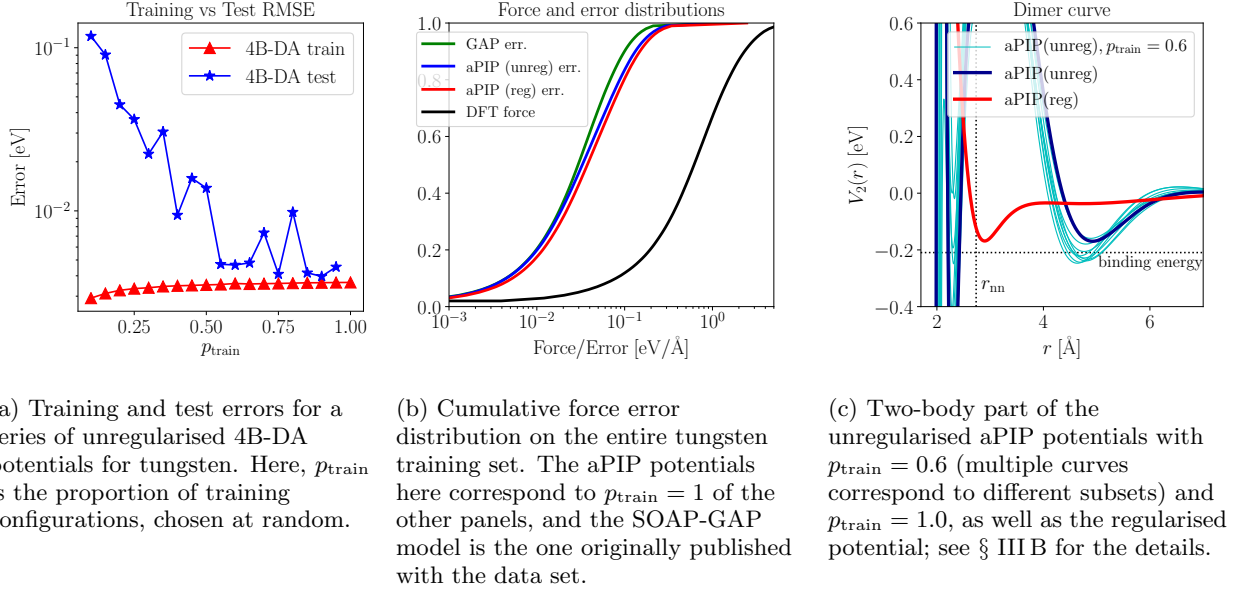 Training vs Test RMSE
10⁻¹
10⁻²
Error [eV]
4B-DA train
4B-DA test
0.25 0.50 0.75 1.00
p_train
Force and error distributions
1.0
0.8
0.6
0.4
0.2
0.0
GAP err.
aPIP (unreg) err.
aPIP (reg) err.
DFT force
10⁻³ 10⁻² 10⁻¹ 10⁰
Force/Error [eV/Å]
Dimer curve
0.6
0.4
0.2
0.0
−0.2
−0.4
V₂(r) [eV]
aPIP(unreg), p_train = 0.6
aPIP(unreg)
aPIP(reg)
binding energy
r_nn
2 4 6
r [Å]
a) Training and test errors for a
eries of unregularised 4B-DA
otentials for tungsten. Here, p_train
s the proportion of training
onfigurations, chosen at random.
(b) Cumulative force error
distribution on the entire tungsten
training set. The aPIP potentials
here correspond to p_train = 1 of the
other panels, and the SOAP-GAP
model is the one originally published
with the data set.
(c) Two-body part of the
unregularised aPIP potentials with
p_train = 0.6 (multiple curves
correspond to different subsets) and
p_train = 1.0, as well as the regularised
potential; see § III B for the details.